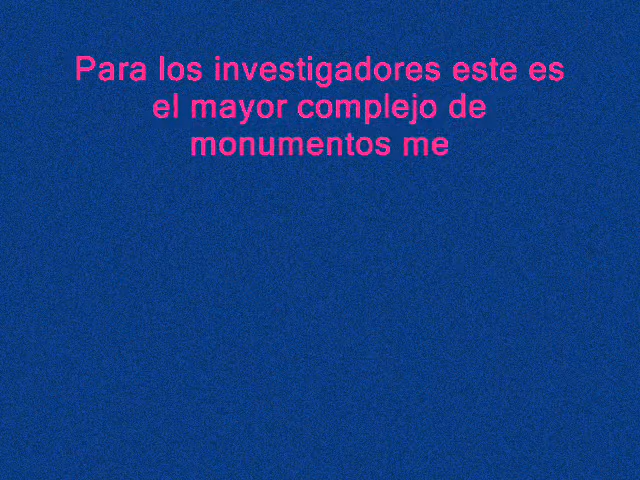 Para los investigadores este es
el mayor complejo de
monumentos me